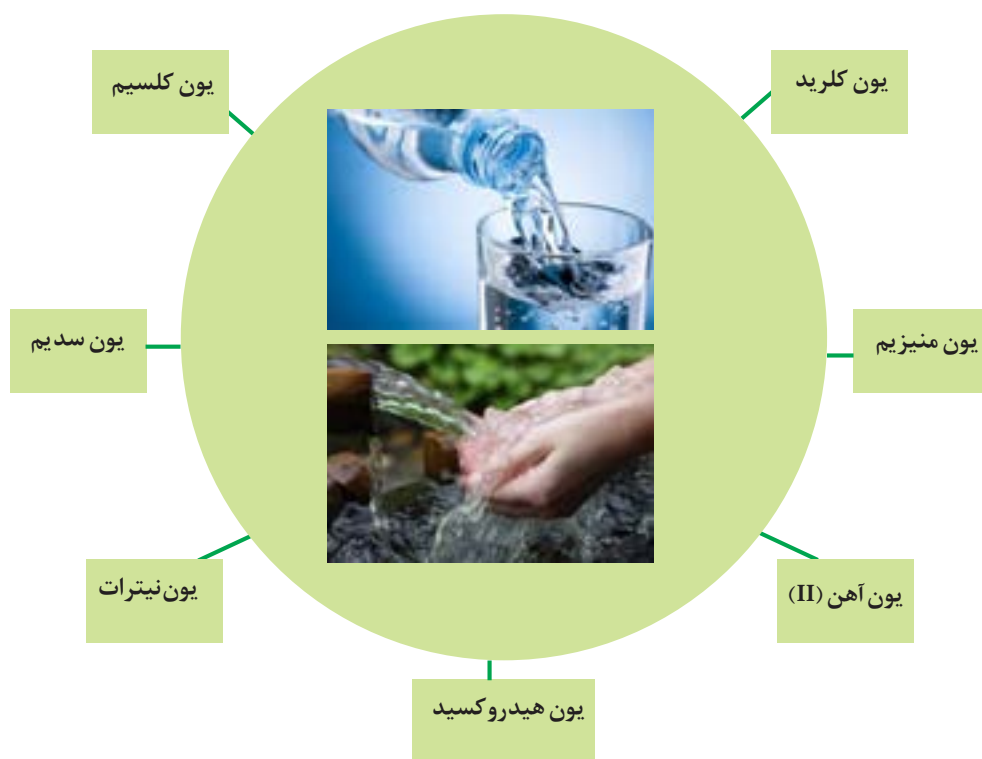 یون کلرید
یون کلسیم
یون منیزیم
یون سدیم
یون آهن (II)
یون نیترات
یون هیدروکسید